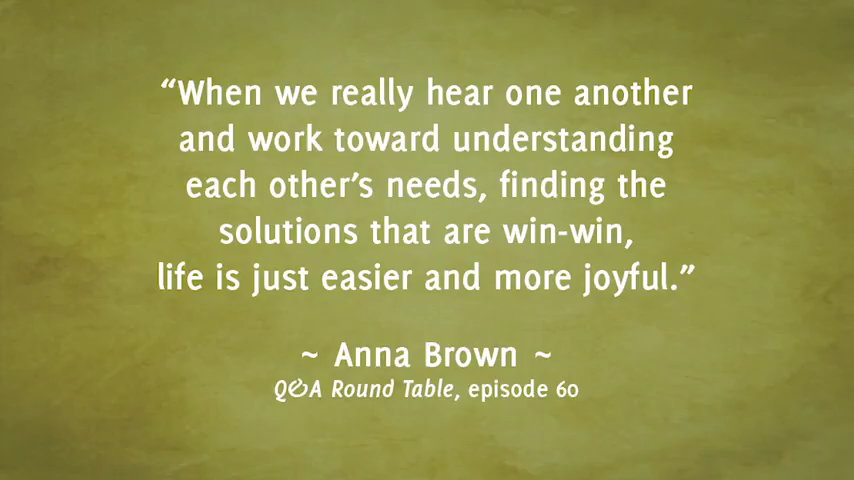 “When we really hear one another
and work toward understanding
each other’s needs, finding the
solutions that are win-win,
life is just easier and more joyful.”
~ Anna Brown ~
Q&A Round Table, episode 60